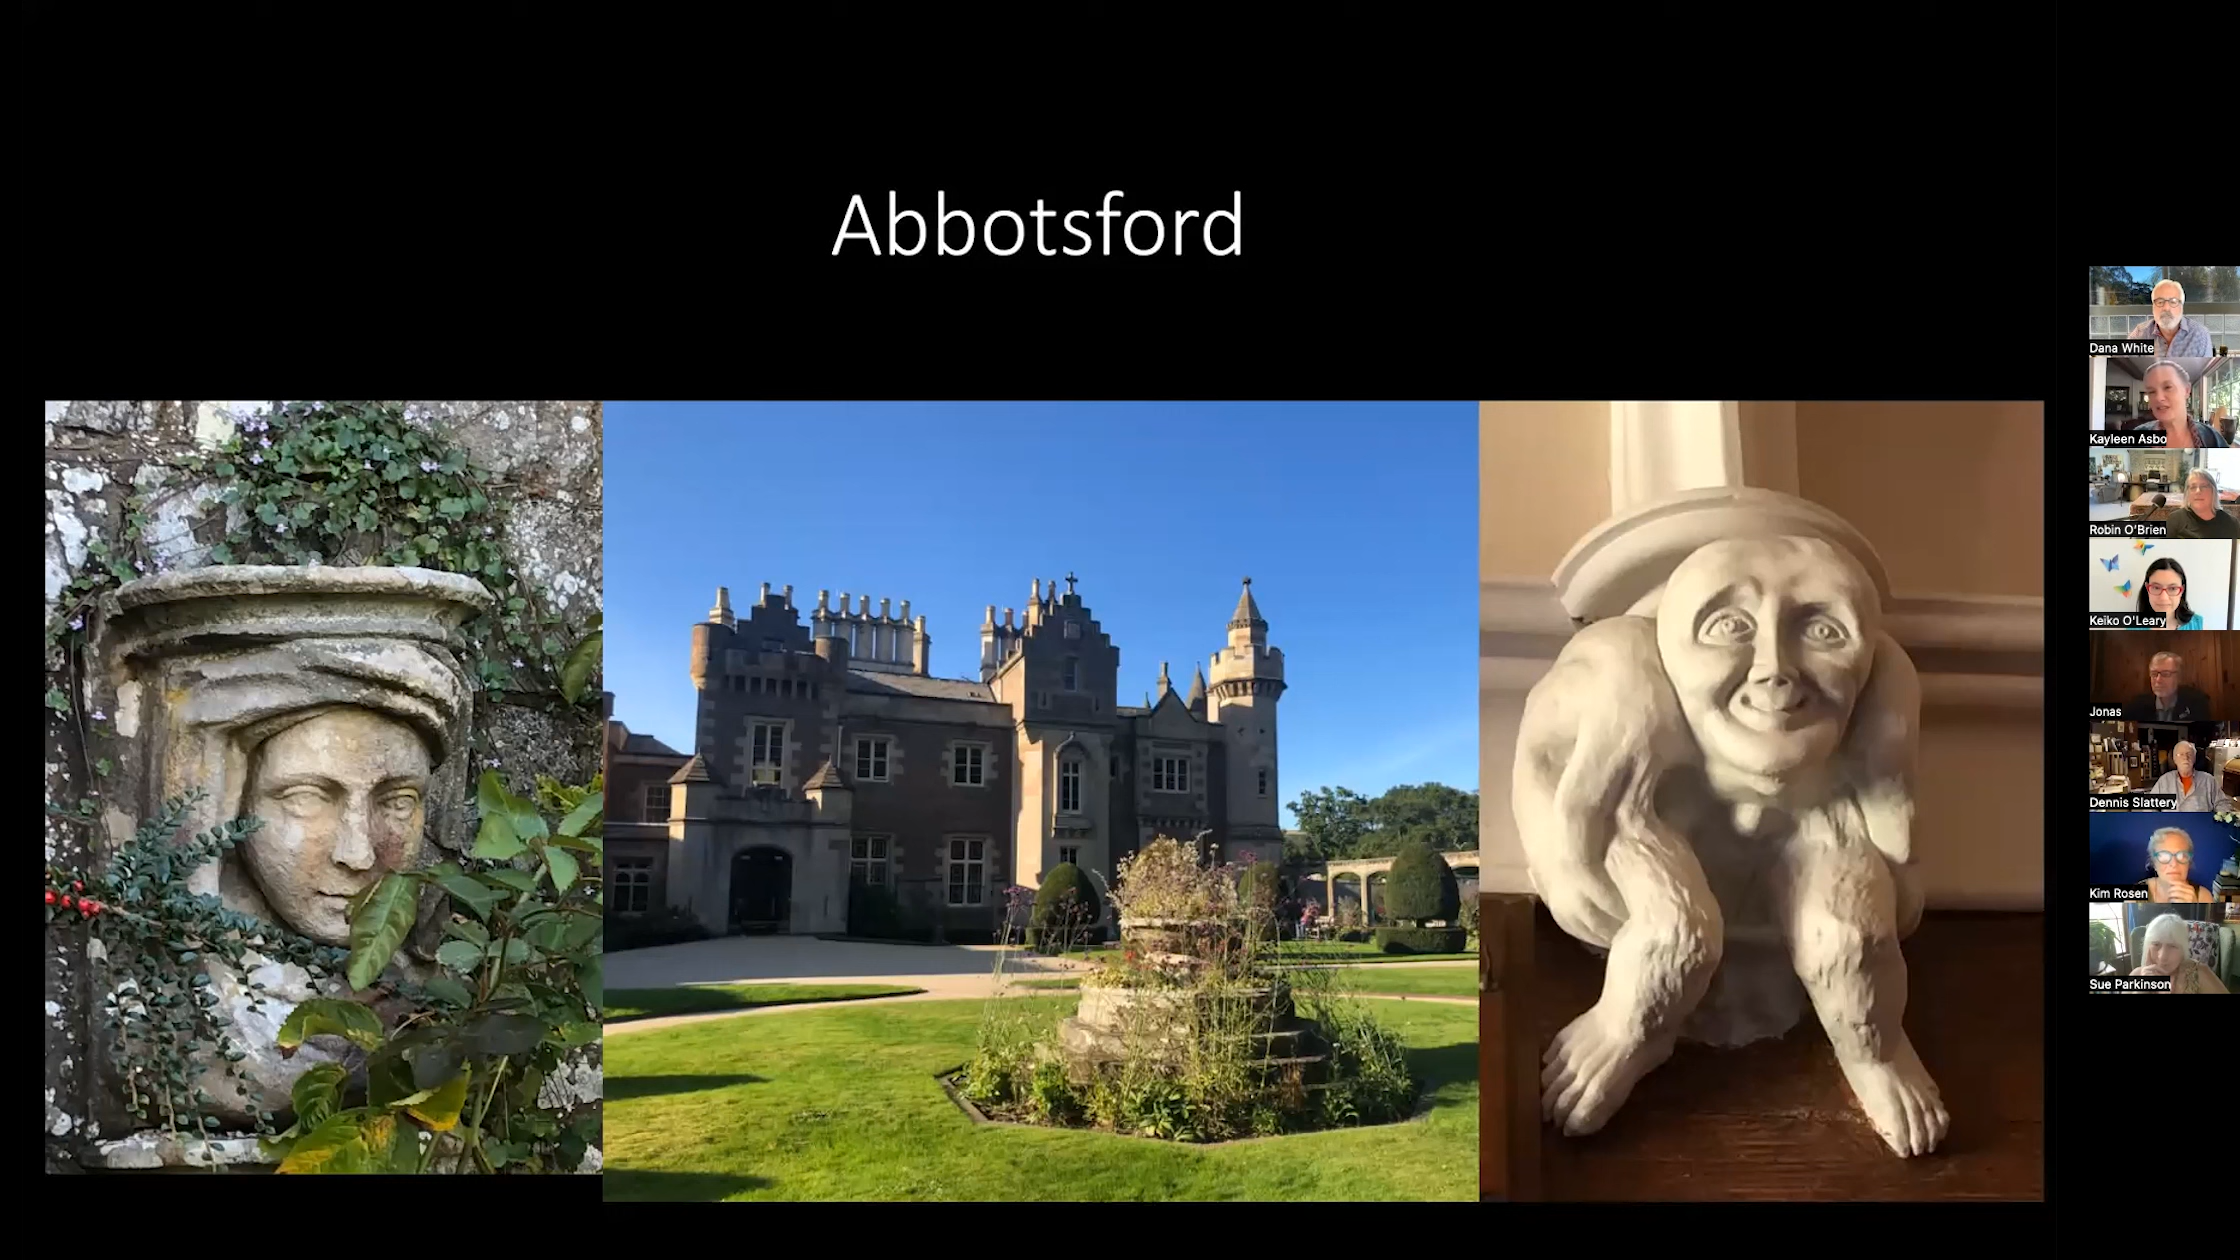 Abbotsford
Dana White
Kayleen Asbo
Robin O'Brien
Keiko O'Leary
Jonas
Dennis Slattery
Kim Rosen
Sue Parkinson